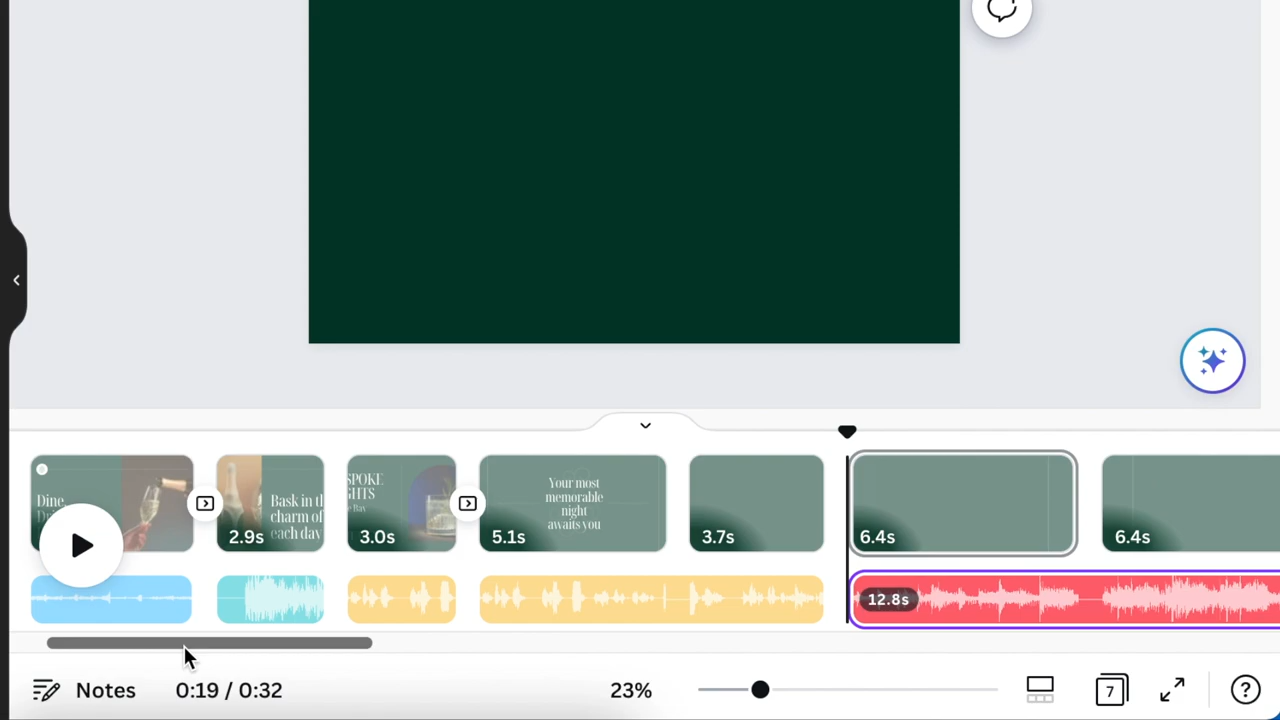 Dine,
2.9s
Bask in th
charm of
each day
SPOKE
GHTS
e Bay
3.0s
5.1s
Your most
memorable
night
awaits you
3.7s
6.4s
6.4s
12.8s
Notes
0:19 / 0:32
23%
7
?